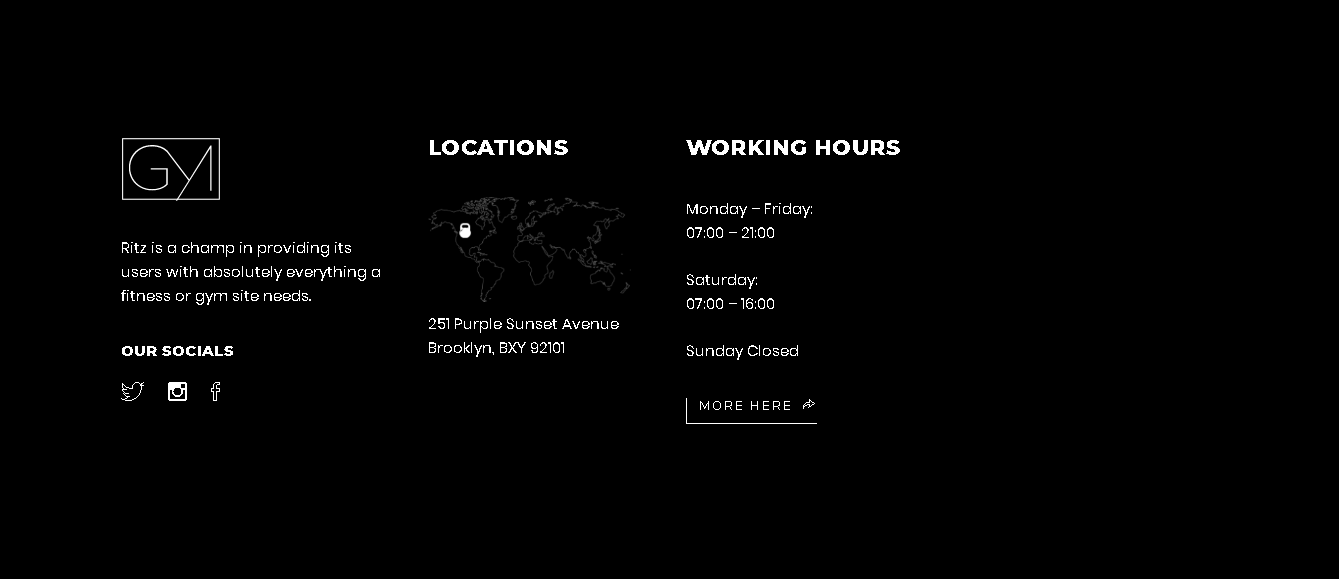 GYM
Ritz is a champ in providing its
users with absolutely everything a
fitness or gym site needs.
OUR SOCIALS
LOCATIONS
251 Purple Sunset Avenue
Brooklyn, BXY 92101
WORKING HOURS
Monday – Friday:
07:00 – 21:00
Saturday:
07:00 – 16:00
Sunday Closed
MORE HERE